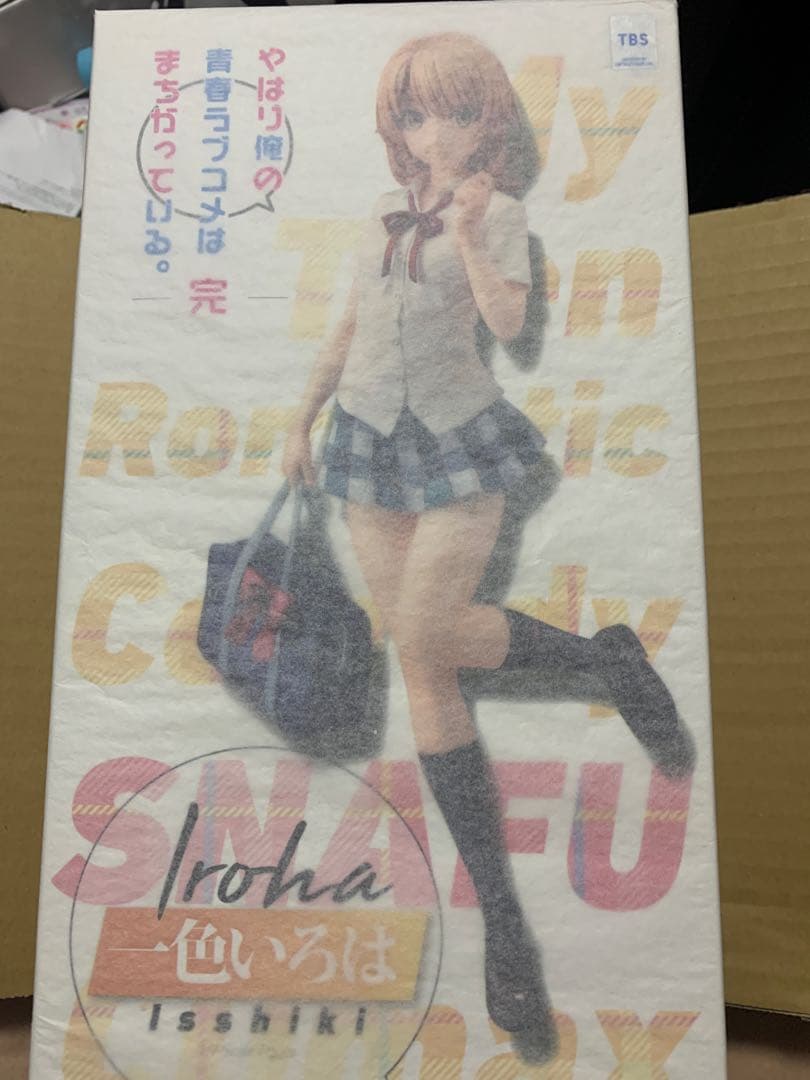 やはり俺の
青春ラブコメは
まちがっている。
完
TBS
My
Teen
Romantic
Comedy
SNAFU
Climax
Iroha
一色いろは
Isshiki